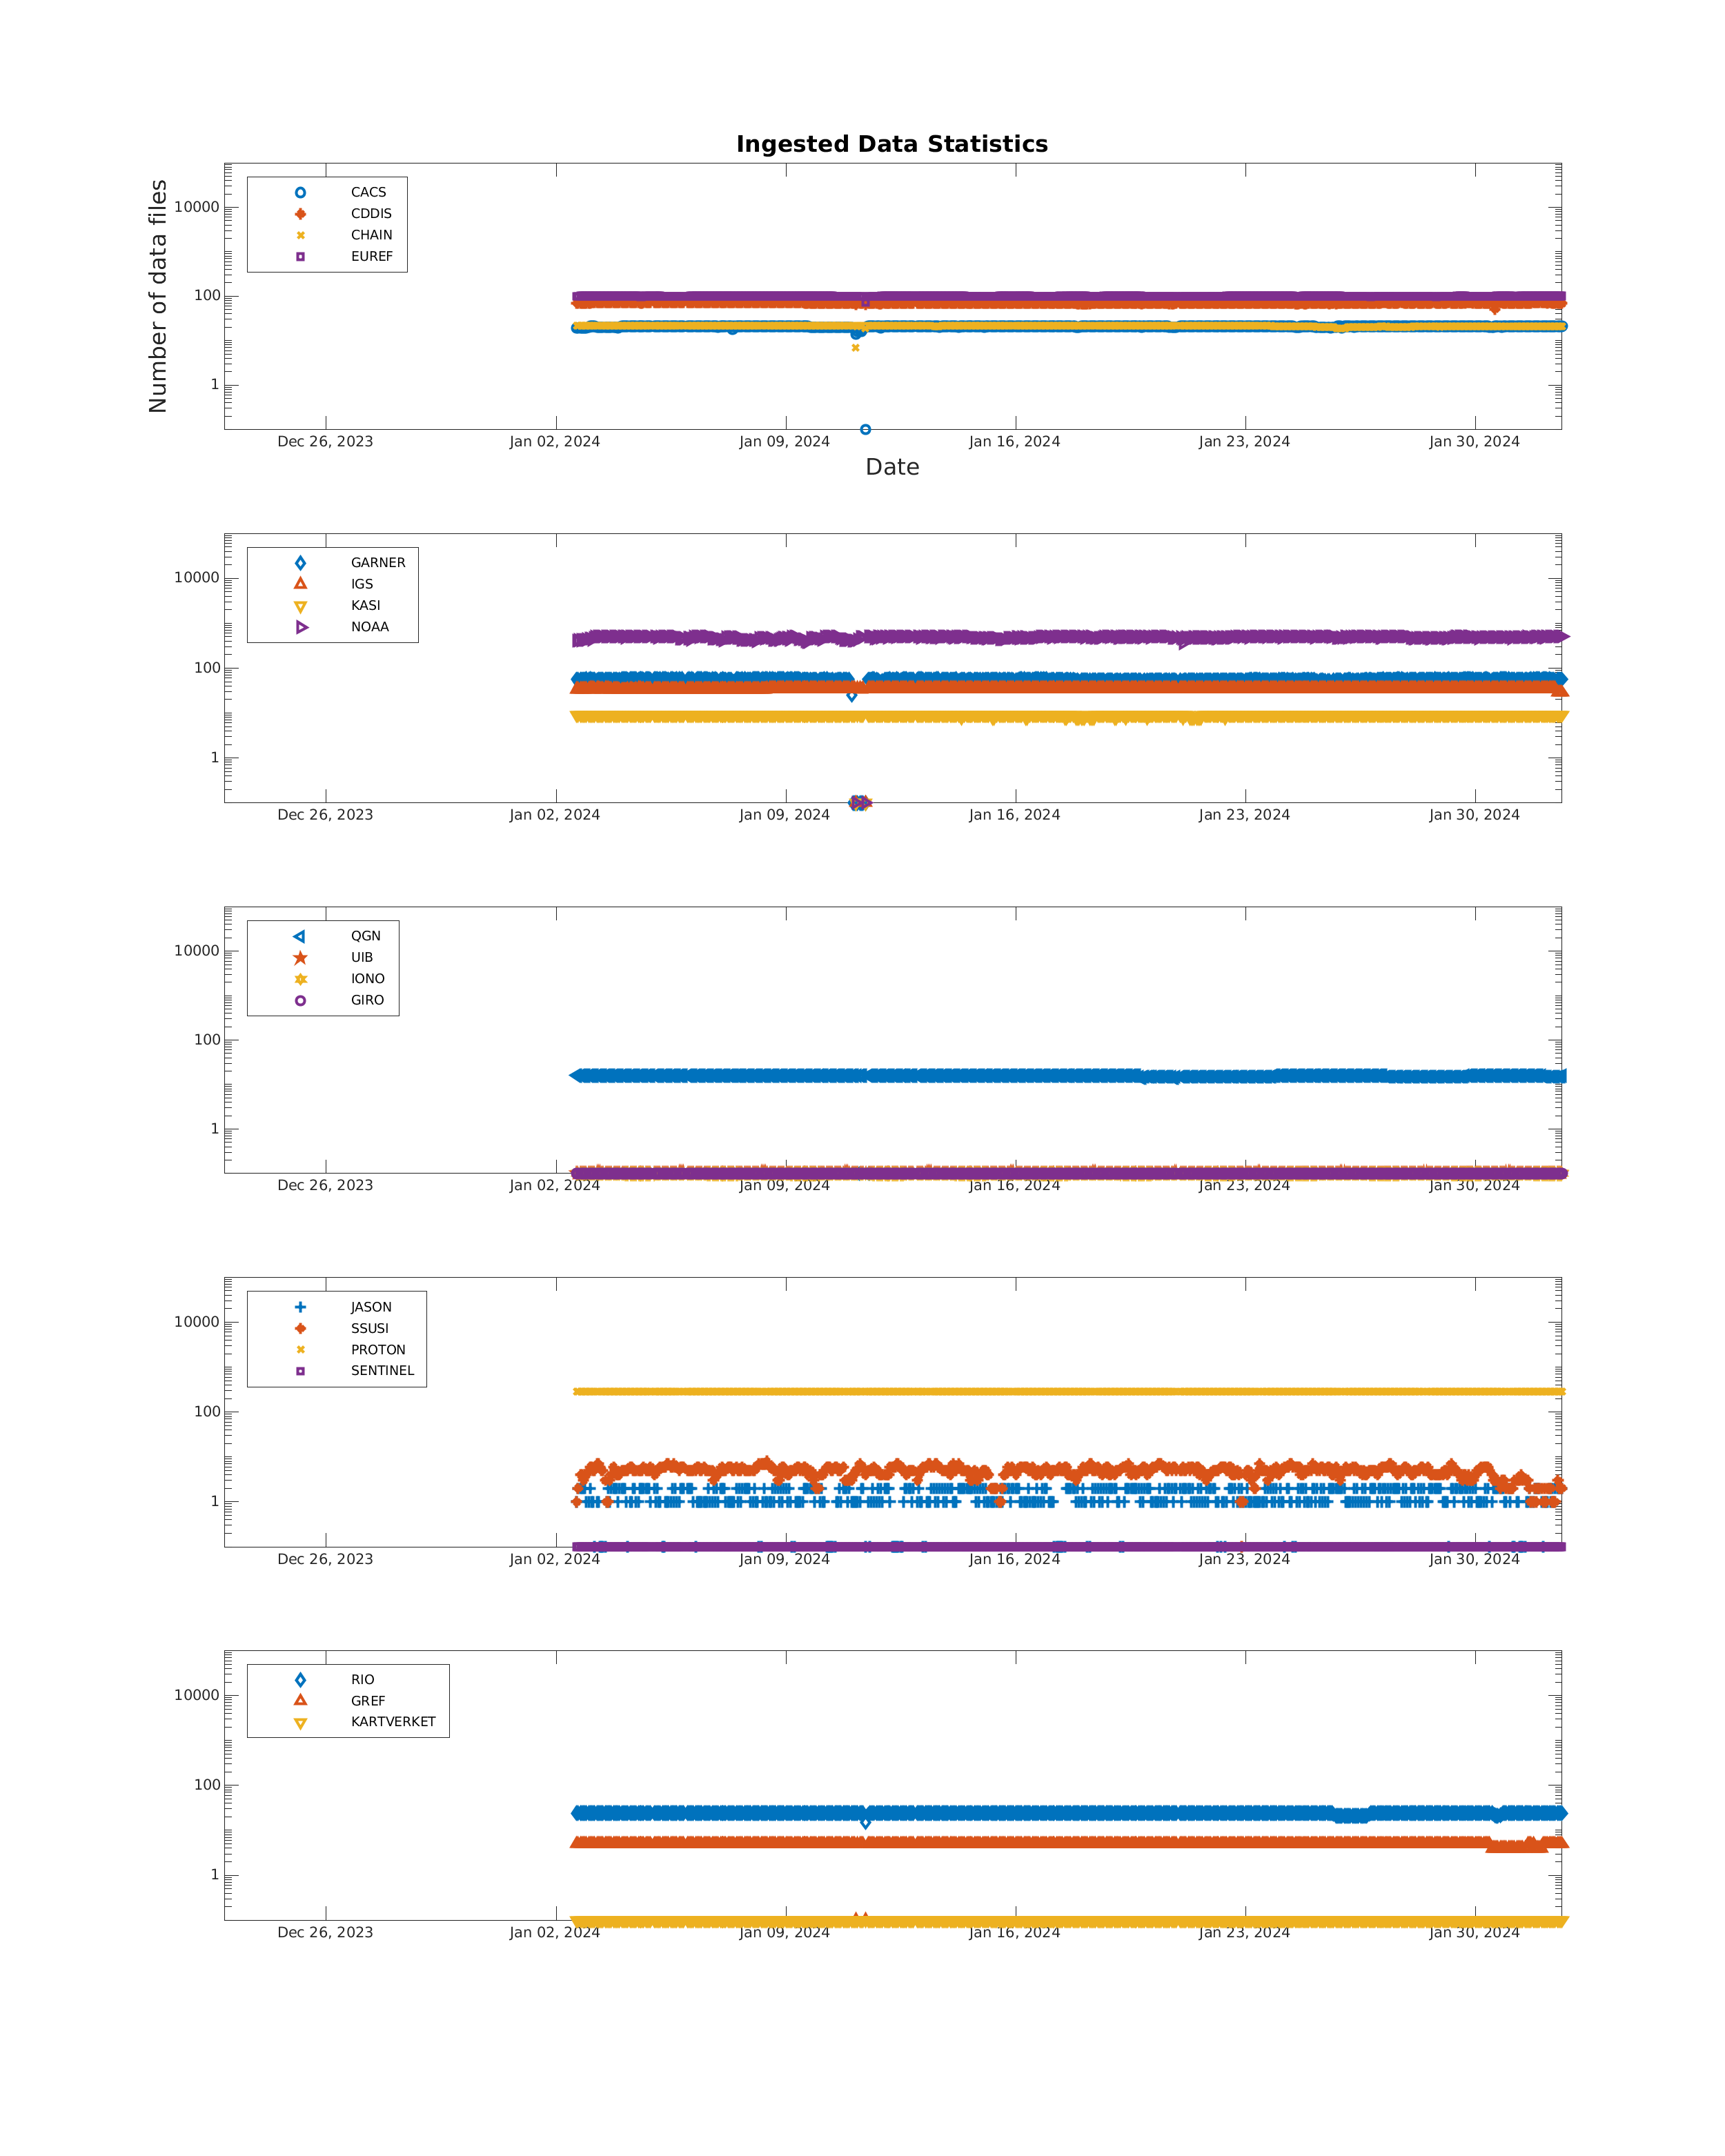 Ingested Data Statistics
Number of data files
10000
100
1
CACS
CDDIS
CHAIN
EUREF
Dec 26, 2023
Jan 02, 2024
Jan 09, 2024
Jan 16, 2024
Jan 23, 2024
Jan 30, 2024
Date
10000
100
1
GARNER
IGS
KASI
NOAA
Dec 26, 2023
Jan 02, 2024
Jan 09, 2024
Jan 16, 2024
Jan 23, 2024
Jan 30, 2024
10000
100
1
QGN
UIB
IONO
GIRO
Dec 26, 2023
Jan 02, 2024
Jan 09, 2024
Jan 16, 2024
Jan 23, 2024
Jan 30, 2024
10000
100
1
JASON
SSUSI
PROTON
SENTINEL
Dec 26, 2023
Jan 02, 2024
Jan 09, 2024
Jan 16, 2024
Jan 23, 2024
Jan 30, 2024
10000
100
1
RIO
GREF
KARTVERKET
Dec 26, 2023
Jan 02, 2024
Jan 09, 2024
Jan 16, 2024
Jan 23, 2024
Jan 30, 2024